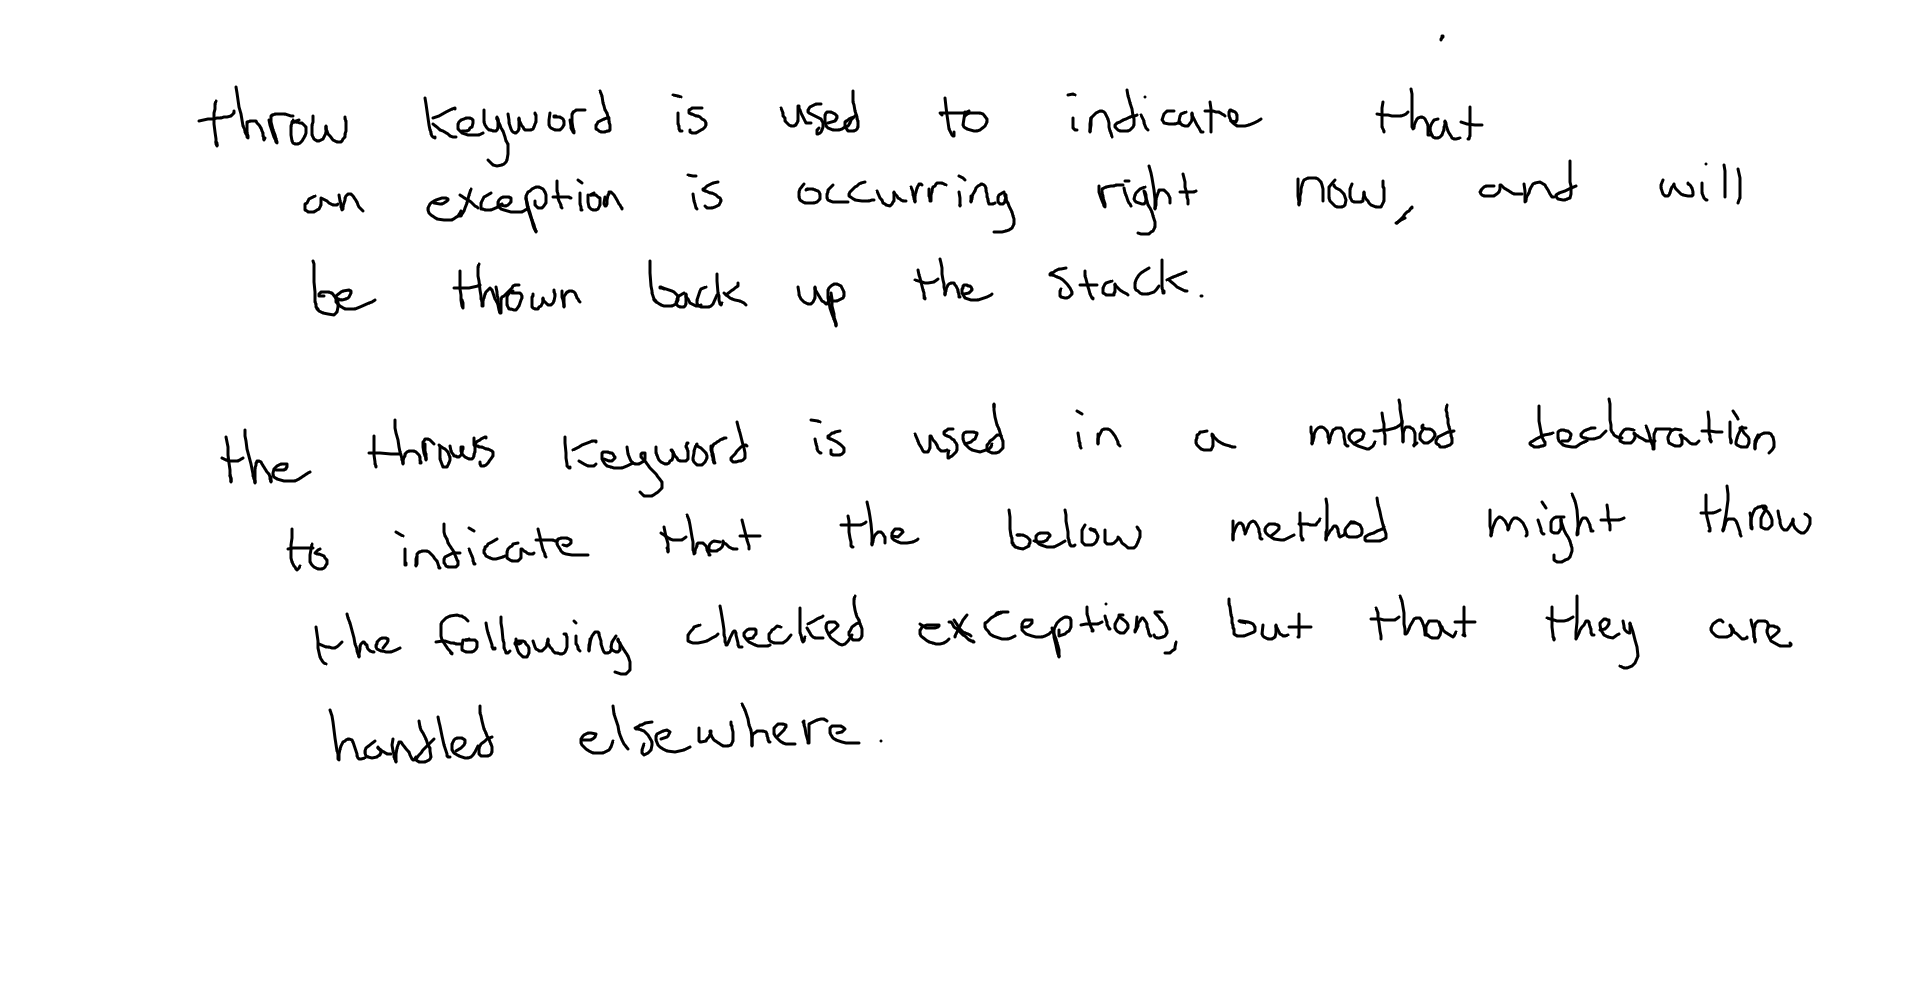 throw keyword is used to indicate that
an exception is occurring right now, and will
be thrown back up the stack.
the throws keyword is used in a method declaration
to indicate that the below method might throw
the following checked exceptions, but that they are
handled elsewhere.